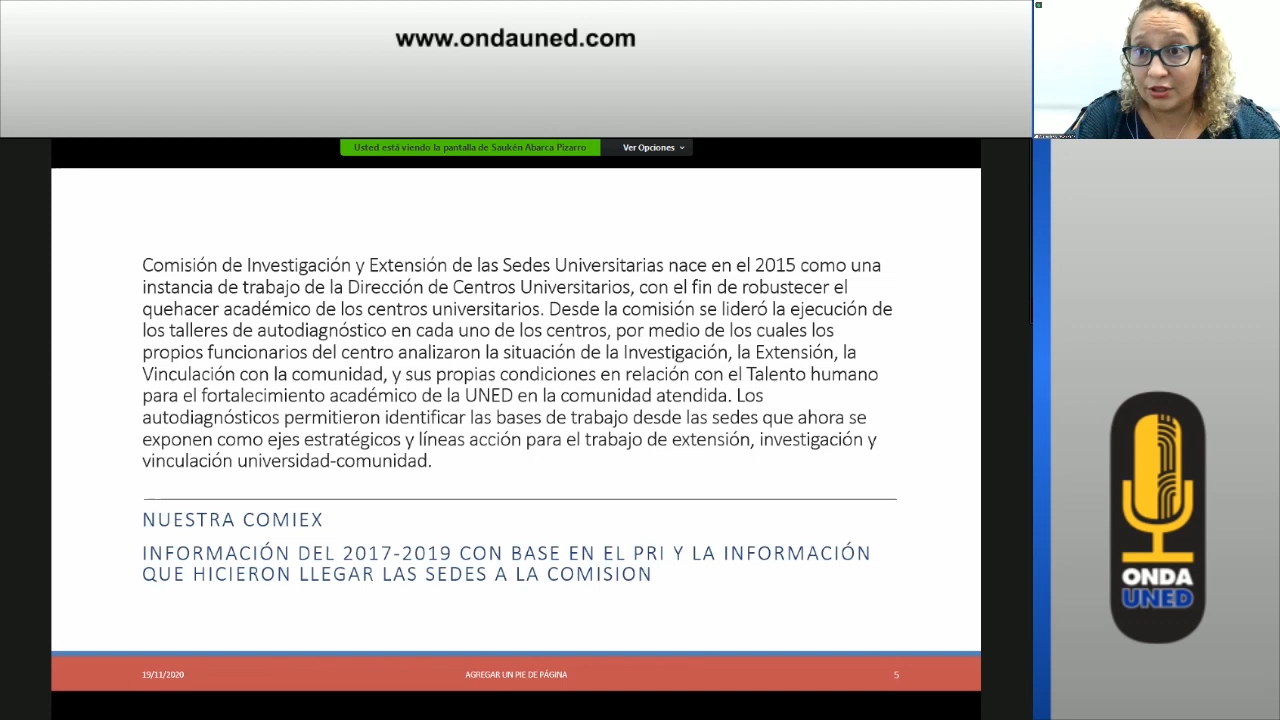 www.ondauned.com
Usted está viendo la pantalla de Saukén Abarca Pizarro
Ver Opciones
Comisión de Investigación y Extensión de las Sedes Universitarias nace en el 2015 como una
instancia de trabajo de la Dirección de Centros Universitarios, con el fin de robustecer el
quehacer académico de los centros universitarios. Desde la comisión se lideró la ejecución de
los talleres de autodiagnóstico en cada uno de los centros, por medio de los cuales los
propios funcionarios del centro analizaron la situación de la Investigación, la Extensión, la
Vinculación con la comunidad, y sus propias condiciones en relación con el Talento humano
para el fortalecimiento académico de la UNED en la comunidad atendida. Los
autodiagnósticos permitieron identificar las bases de trabajo desde las sedes que ahora se
exponen como ejes estratégicos y líneas acción para el trabajo de extensión, investigación y
vinculación universidad-comunidad.
NUESTRA COMIEX
INFORMACIÓN DEL 2017-2019 CON BASE EN EL PRI Y LA INFORMACIÓN
QUE HICIERON LLEGAR LAS SEDES A LA COMISION
19/11/2020
AGREGAR UN PIE DE PÁGINA
5
ONDA
UNED